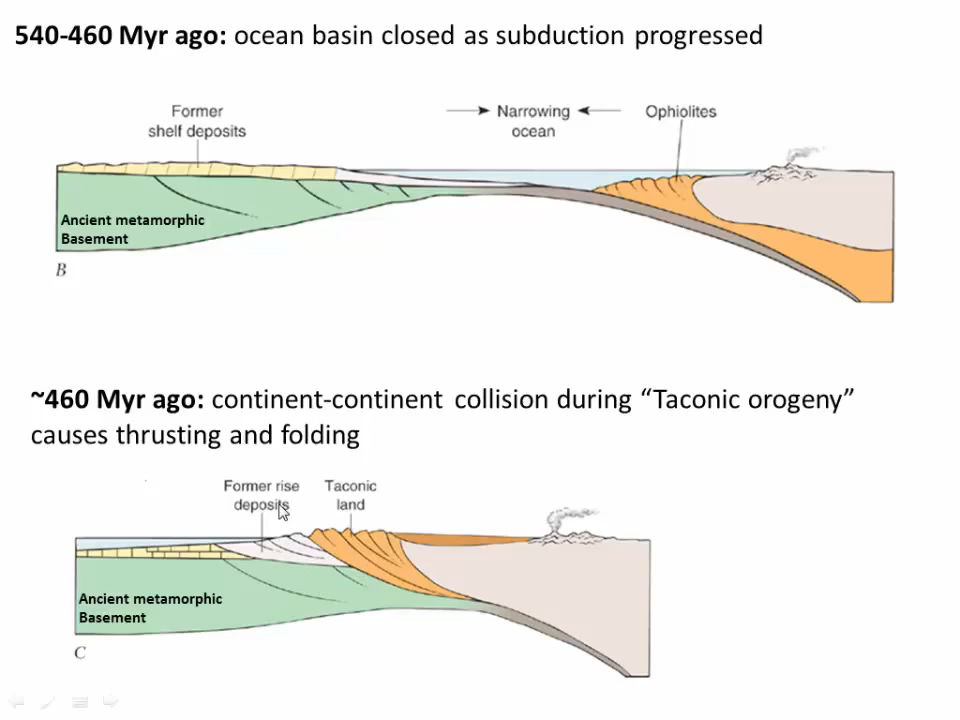 540-460 Myr ago: ocean basin closed as subduction progressed
Former
shelf deposits
Narrowing
ocean
Ophiolites
Ancient metamorphic
Basement
B
~460 Myr ago: continent-continent collision during “Taconic orogeny”
causes thrusting and folding
Former rise
deposits
Taconic
land
Ancient metamorphic
Basement
C